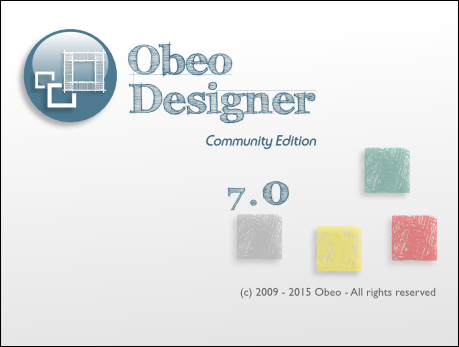 Obeo
Designer
Community Edition
7.0
(c) 2009 - 2015 Obeo - All rights reserved